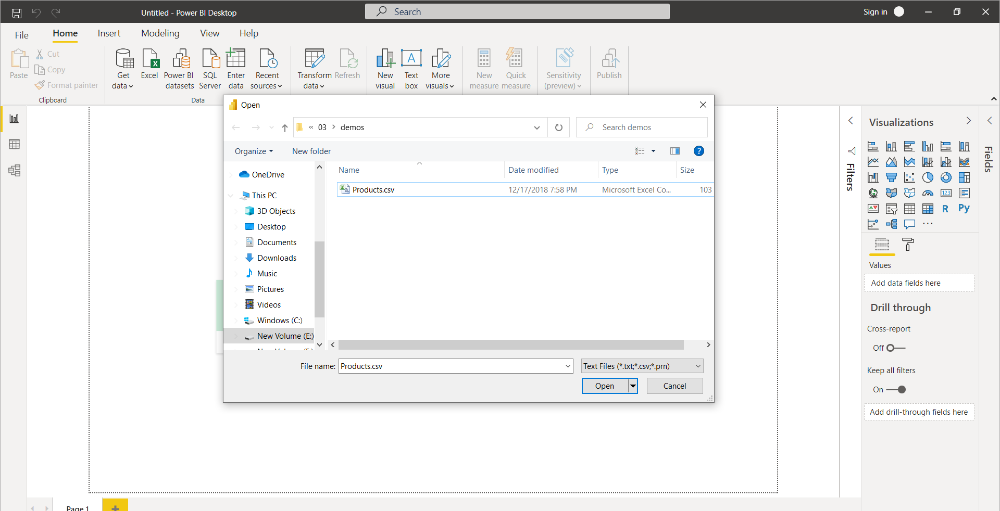 Untitled - Power BI Desktop
Search
Sign in
File
Home
Insert
Modeling
View
Help
Paste
Cut
Copy
Format painter
Clipboard
Get data
Excel
Power BI datasets
SQL Server
Enter data
Recent sources
Data
Transform data
Refresh
New visual
Text box
A
More visuals
New measure
Quick measure
Sensitivity (preview)
Publish
Open
« 03 > demos
Search demos
Organize
New folder
?
OneDrive
This PC
3D Objects
Desktop
Documents
Downloads
Music
Pictures
Videos
Windows (C:)
New Volume (E:)
Name
Date modified
Type
Size
Products.csv
12/17/2018 7:58 PM
Microsoft Excel Co...
103
File name:
Products.csv
Text Files (*.txt;*.csv;*.prn)
Open
Cancel
Filters
Visualizations
123
R
Py
...
Values
Add data fields here
Drill through
Cross-report
Off
Keep all filters
On
Add drill-through fields here
Fields
Page 1